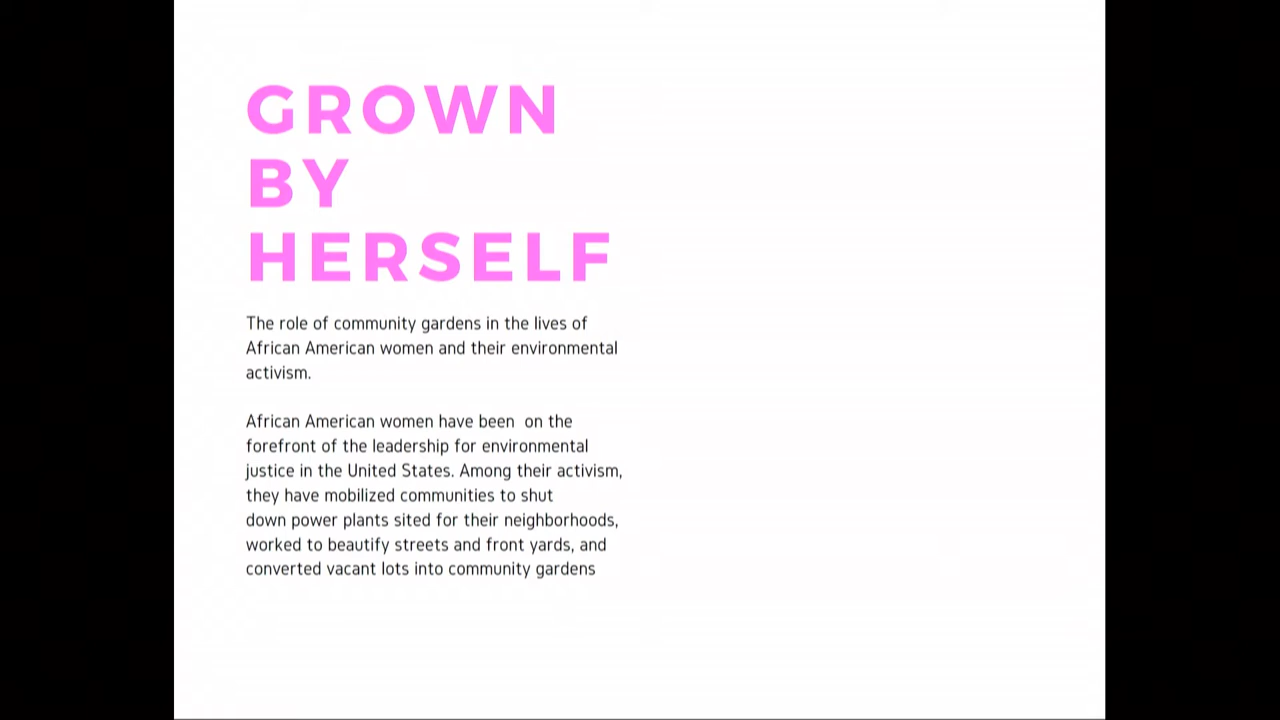 GROWN
BY
HERSELF
The role of community gardens in the lives of
African American women and their environmental
activism.
African American women have been  on the
forefront of the leadership for environmental
justice in the United States. Among their activism,
they have mobilized communities to shut
down power plants sited for their neighborhoods,
worked to beautify streets and front yards, and
converted vacant lots into community gardens